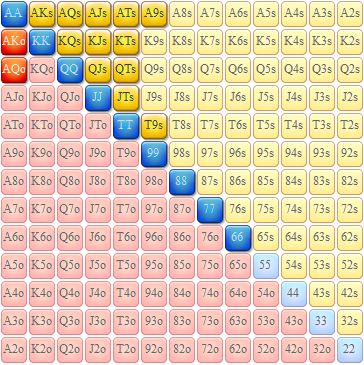 AA AKs AQs AJs ATs A9s A8s A7s A6s A5s A4s A3s A2s
AKo KK KQs KJs KTs K9s K8s K7s K6s K5s K4s K3s K2s
AQo KQo QQ QJs QTs Q9s Q8s Q7s Q6s Q5s Q4s Q3s Q2s
AJo KJo QJo JJ JTs J9s J8s J7s J6s J5s J4s J3s J2s
ATo KTo QTo JTo TT T9s T8s T7s T6s T5s T4s T3s T2s
A9o K9o Q9o J9o T9o 99 98s 97s 96s 95s 94s 93s 92s
A8o K8o Q8o J8o T8o 98o 88 87s 86s 85s 84s 83s 82s
A7o K7o Q7o J7o T7o 97o 87o 77 76s 75s 74s 73s 72s
A6o K6o Q6o J6o T6o 96o 86o 76o 66 65s 64s 63s 62s
A5o K5o Q5o J5o T5o 95o 85o 75o 65o 55 54s 53s 52s
A4o K4o Q4o J4o T4o 94o 84o 74o 64o 54o 44 43s 42s
A3o K3o Q3o J3o T3o 93o 83o 73o 63o 53o 43o 33 32s
A2o K2o Q2o J2o T2o 92o 82o 72o 62o 52o 42o 32o 22